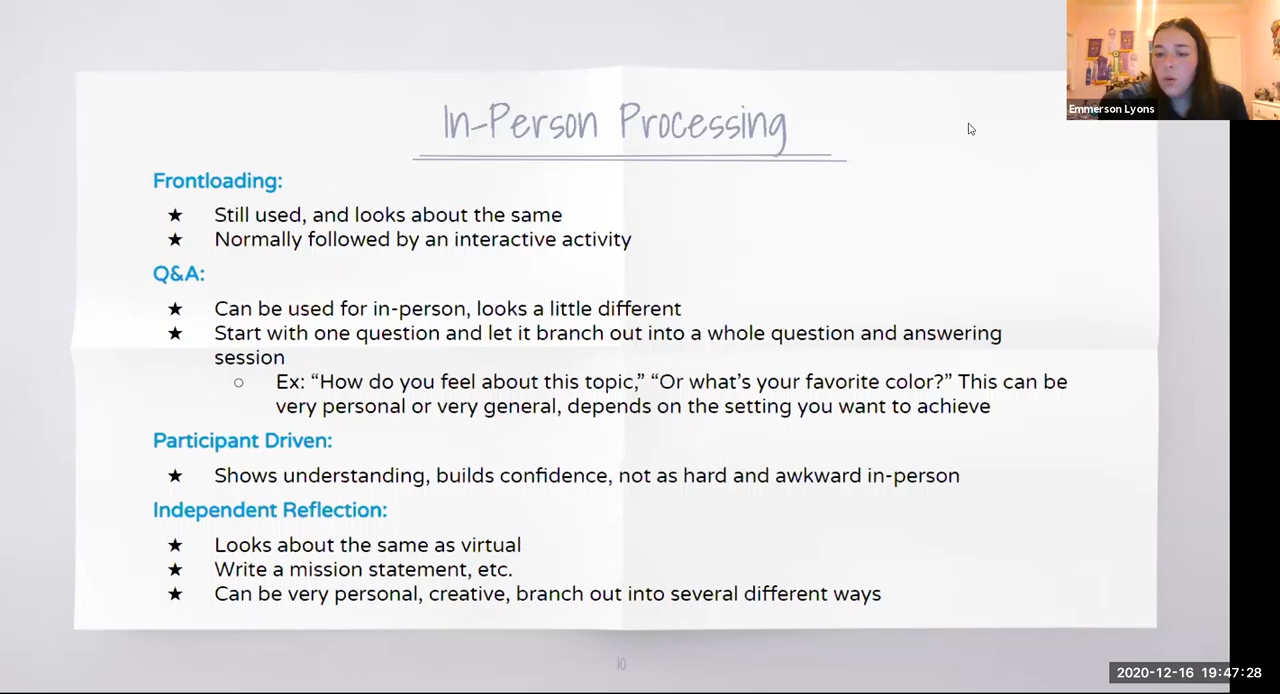 Emmerson Lyons
In-Person Processing
Frontloading:
★ Still used, and looks about the same
★ Normally followed by an interactive activity
Q&A:
★ Can be used for in-person, looks a little different
★ Start with one question and let it branch out into a whole question and answering
session
○ Ex: “How do you feel about this topic,” “Or what’s your favorite color?” This can be
very personal or very general, depends on the setting you want to achieve
Participant Driven:
★ Shows understanding, builds confidence, not as hard and awkward in-person
Independent Reflection:
★ Looks about the same as virtual
★ Write a mission statement, etc.
★ Can be very personal, creative, branch out into several different ways
10
2020-12-16 19:47:28